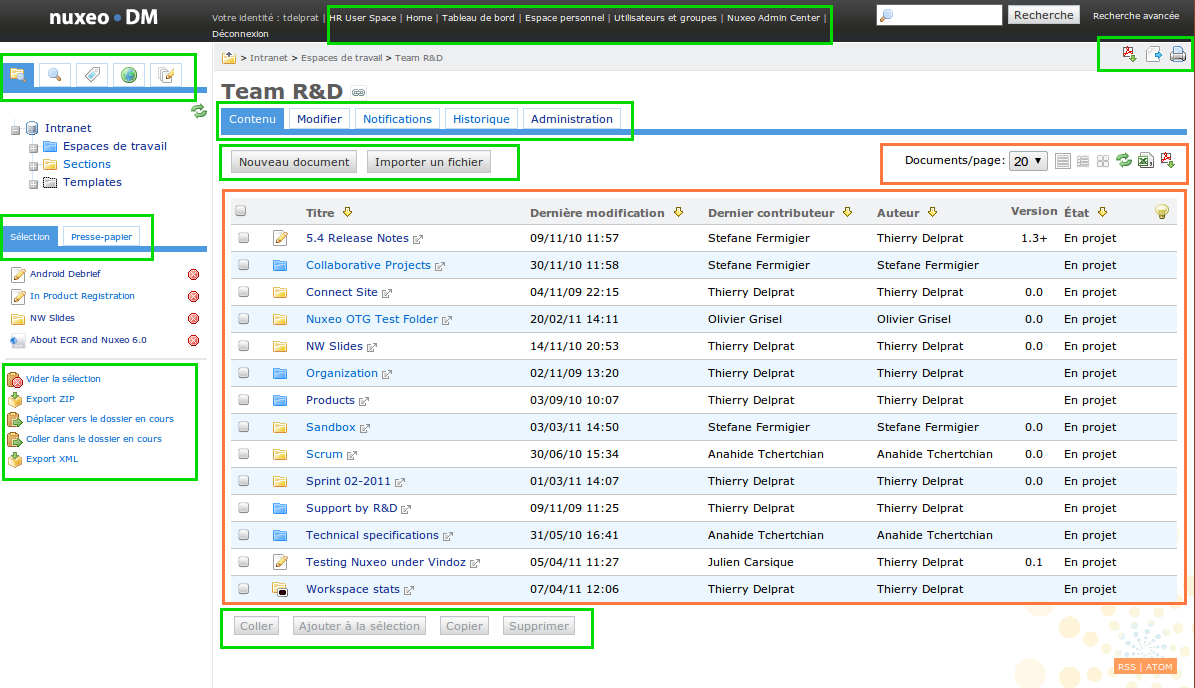 nuxeo DM
Votre identité : tdelprat | HR User Space | Home | Tableau de bord | Espace personnel | Utilisateurs et groupes | Nuxeo Admin Center |
Déconnexion
Recherche
Recherche avancée
> Intranet > Espaces de travail > Team R&D
Team R&D
Contenu Modifier Notifications Historique Administration
Nouveau document Importer un fichier
Documents/page: 20
Intranet
Espaces de travail
Sections
Templates
Sélection Presse-papier
Android Debrief
In Product Registration
NW Slides
About ECR and Nuxeo 6.0
Vider la sélection
Export ZIP
Déplacer vers le dossier en cours
Coller dans le dossier en cours
Export XML
Titre Dernière modification Dernier contributeur Auteur Version État
5.4 Release Notes 09/11/10 11:57 Stefane Fermigier Thierry Delprat 1.3+ En projet
Collaborative Projects 30/11/10 11:58 Stefane Fermigier Stefane Fermigier En projet
Connect Site 04/11/09 22:15 Thierry Delprat Thierry Delprat 0.0 En projet
Nuxeo OTG Test Folder 20/02/11 14:11 Olivier Grisel Olivier Grisel 0.0 En projet
NW Slides 14/11/10 20:53 Thierry Delprat Thierry Delprat 0.0 En projet
Organization 02/11/09 13:20 Thierry Delprat Thierry Delprat En projet
Products 03/09/10 10:07 Thierry Delprat Thierry Delprat En projet
Sandbox 03/03/11 14:50 Stefane Fermigier Stefane Fermigier 0.0 En projet
Scrum 30/06/10 15:34 Anahide Tchertchian Anahide Tchertchian 0.0 En projet
Sprint 02-2011 01/03/11 14:07 Thierry Delprat Thierry Delprat 0.0 En projet
Support by R&D 09/11/09 11:25 Thierry Delprat Thierry Delprat En projet
Technical specifications 31/05/10 16:41 Anahide Tchertchian Anahide Tchertchian En projet
Testing Nuxeo under Vindoz 05/04/11 11:27 Julien Carsique Thierry Delprat 0.1 En projet
Workspace stats 07/04/11 12:06 Thierry Delprat Thierry Delprat En projet
Coller Ajouter à la sélection Copier Supprimer
RSS | ATOM